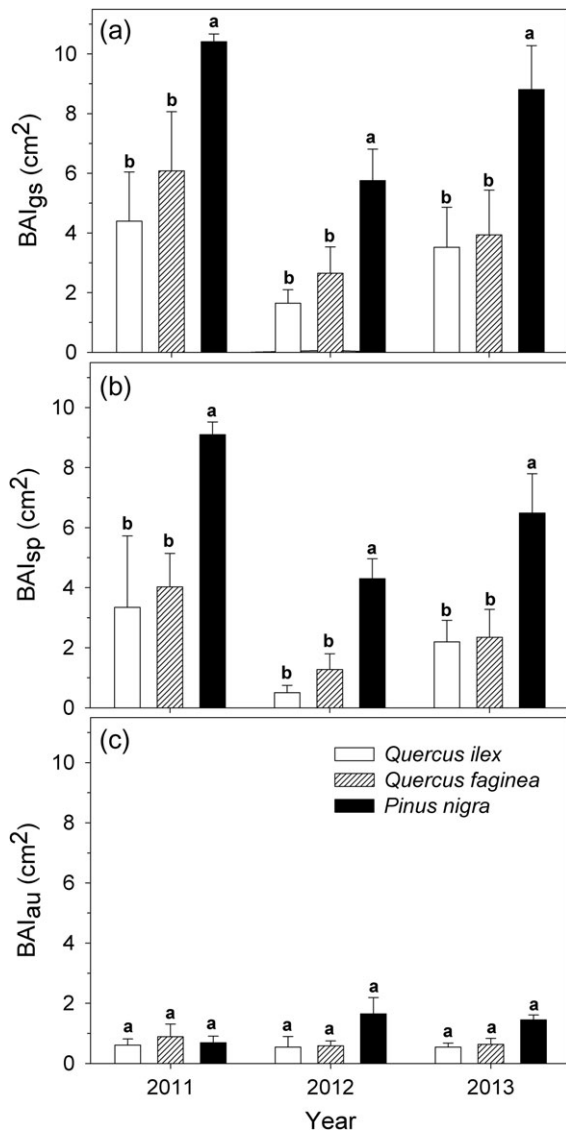 (a)
a
b
b
a
b
b
a
b
b
10
8
6
4
2
0
BAIgs (cm2)
(b)
a
b
b
a
b
b
a
b
b
10
8
6
4
2
0
BAIsp (cm2)
(c)
Quercus ilex
Quercus faginea
Pinus nigra
a
a
a
a
a
a
a
a
a
10
8
6
4
2
0
BAIau (cm2)
2011 2012 2013
Year